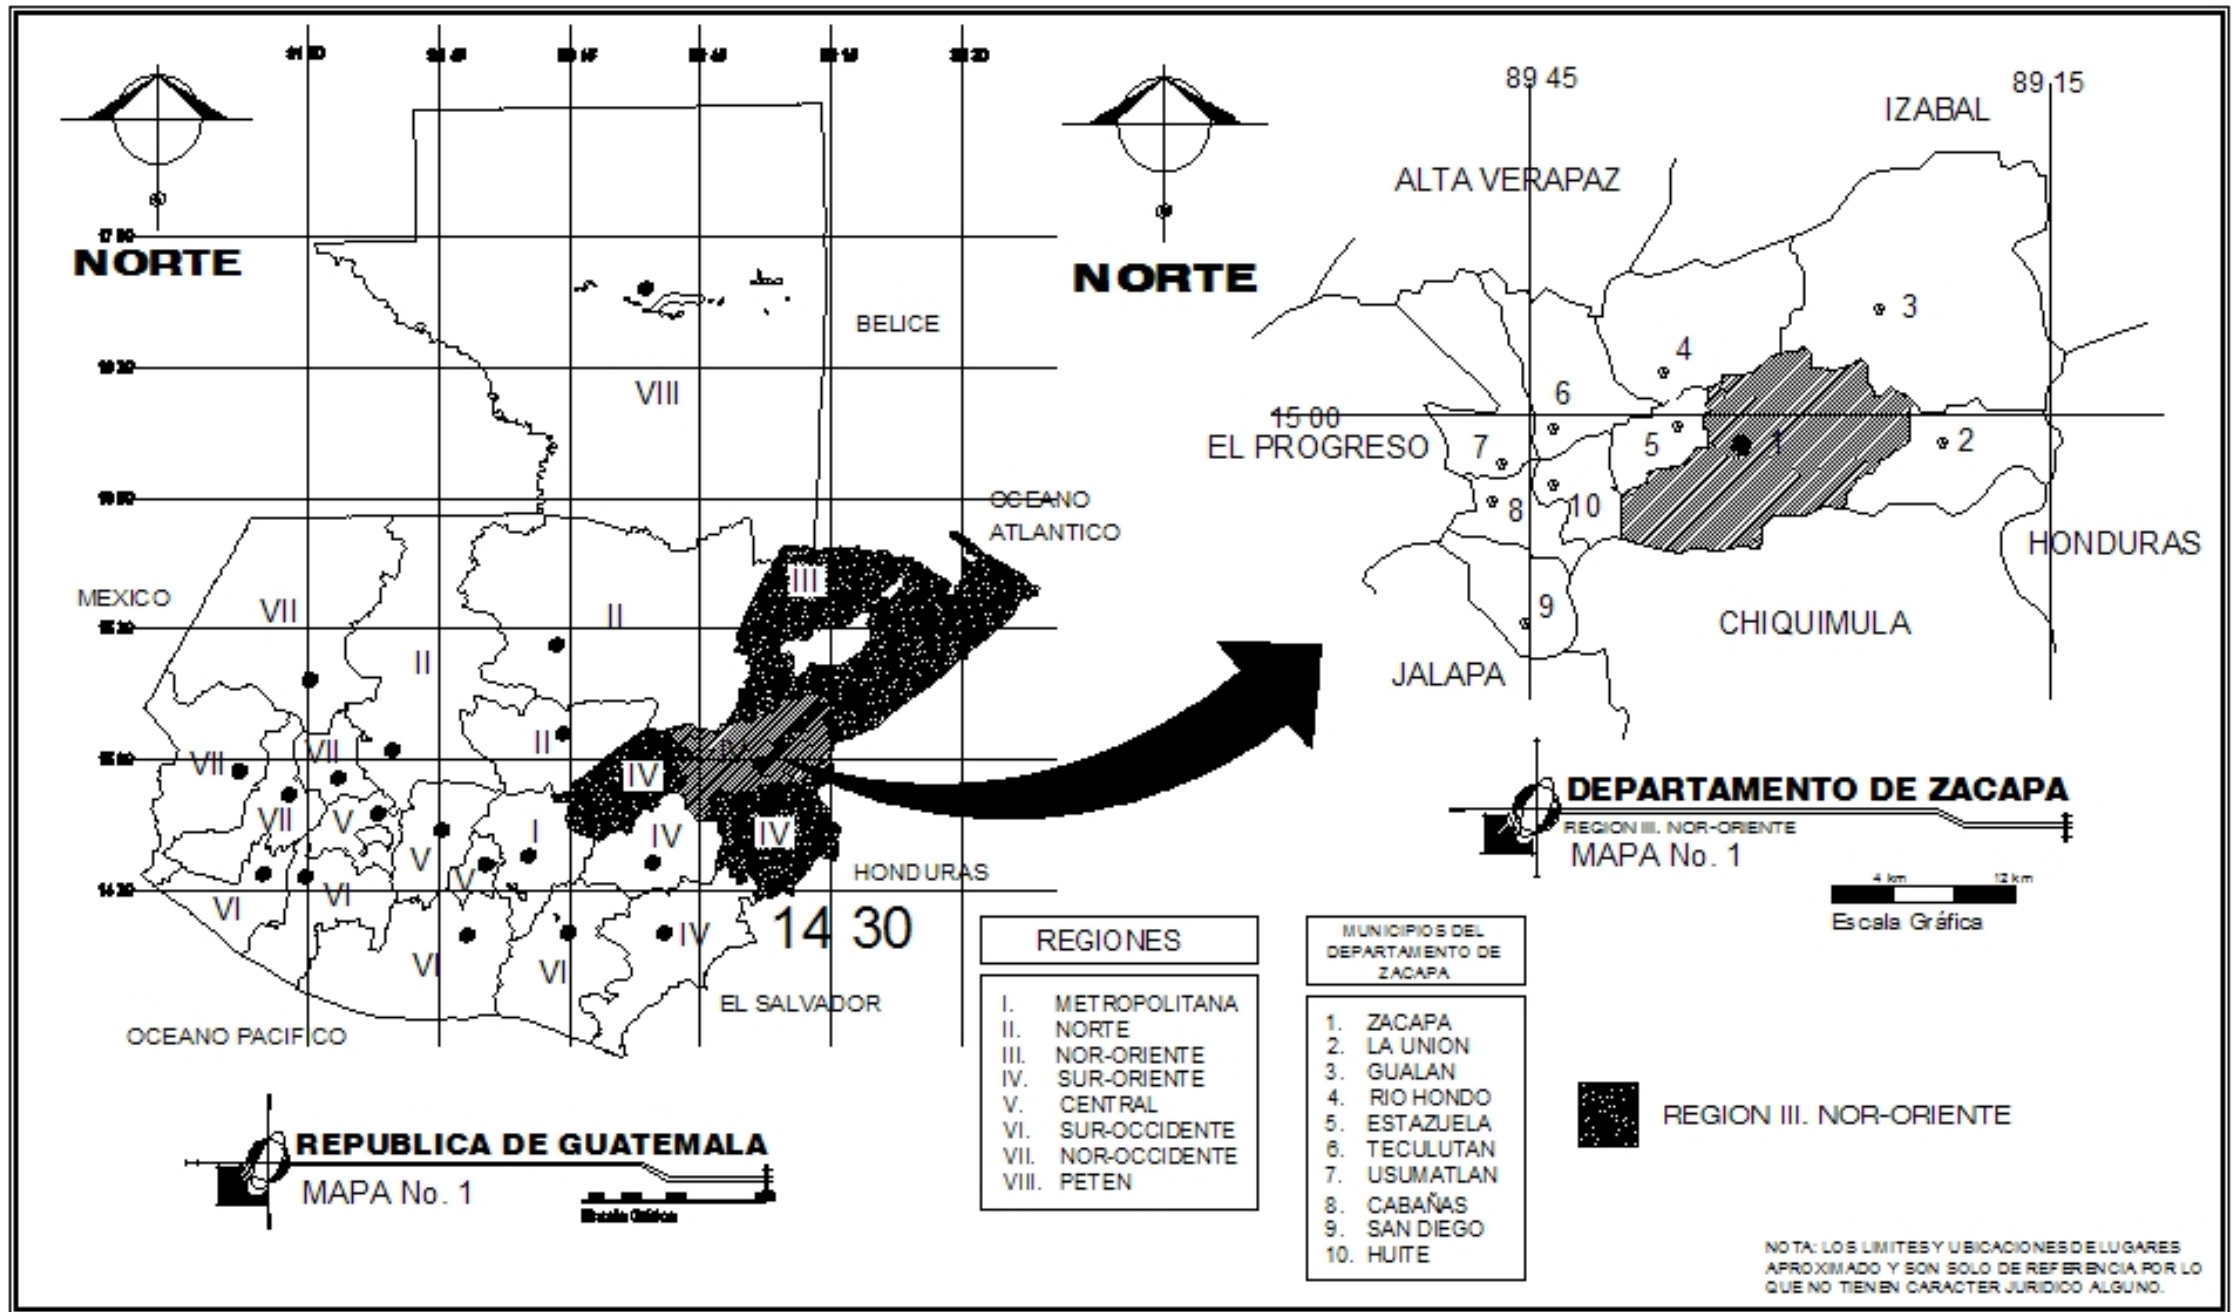 NORTE
BELICE
VIII
OCEANO
ATLANTICO
MEXICO
VII
II
III
II
VII
VII
II
IV
IV
VII
V
I
IV
IV
V
V
HONDURAS
VI
VI
14 30
IV
VI
VI
EL SALVADOR
OCEANO PACIFICO
REPUBLICA DE GUATEMALA
MAPA No. 1
Escala Gráfica
NORTE
89 45
89 15
IZABAL
ALTA VERAPAZ
3
4
6
15 00
EL PROGRESO
7
5
1
2
8
10
HONDURAS
9
CHIQUIMULA
JALAPA
DEPARTAMENTO DE ZACAPA
REGION III. NOR-ORIENTE
MAPA No. 1
4 km
12 km
Escala Gráfica
REGIONES
I. METROPOLITANA
II. NORTE
III. NOR-ORIENTE
IV. SUR-ORIENTE
V. CENTRAL
VI. SUR-OCCIDENTE
VII. NOR-OCCIDENTE
VIII. PETEN
MUNICIPIOS DEL
DEPARTAMENTO DE
ZACAPA
1. ZACAPA
2. LA UNION
3. GUALAN
4. RIO HONDO
5. ESTAZUELA
6. TECULUTAN
7. USUMATLAN
8. CABAÑAS
9. SAN DIEGO
10. HUITE
REGION III. NOR-ORIENTE
NOTA: LOS LIMITES Y UBICACIONES DE LUGARES
APROXIMADO Y SON SOLO DE REFERENCIA POR LO
QUE NO TIENEN CARACTER JURIDICO ALGUNO.